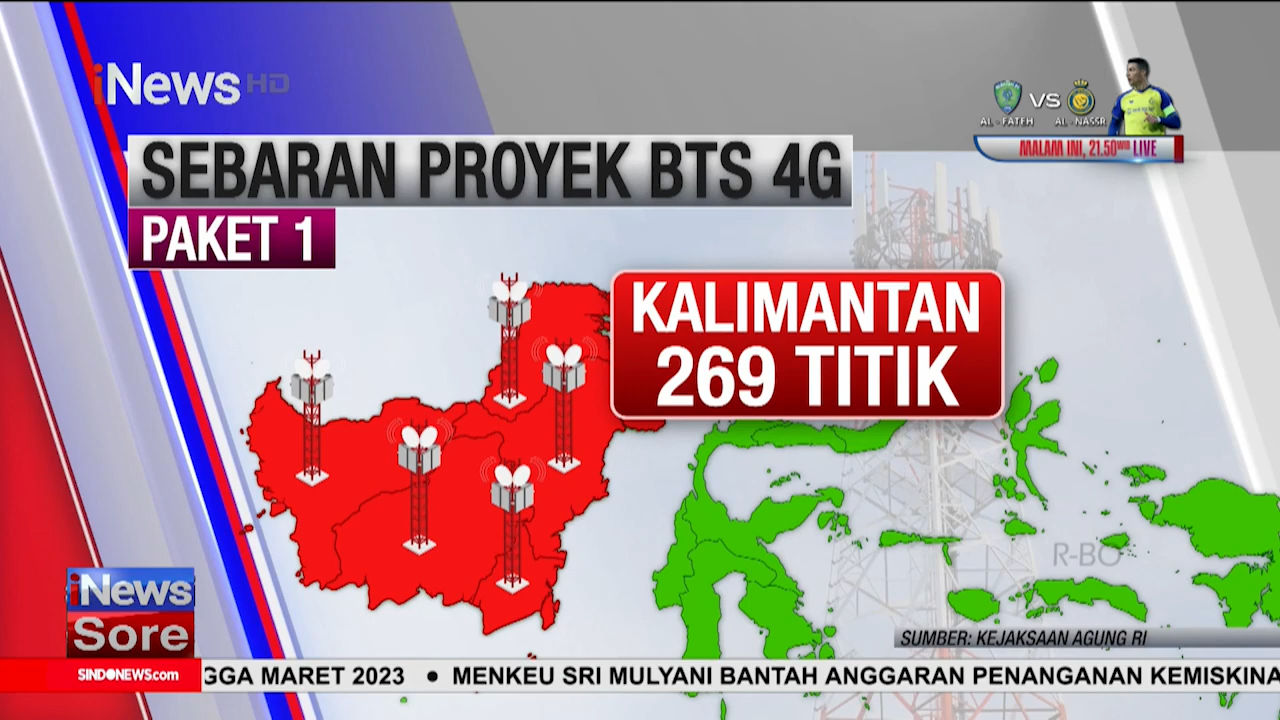 iNews HD
AL - FATEH VS AL - NASSR
MALAM INI, 21.50 WIB LIVE
SEBARAN PROYEK BTS 4G
PAKET 1
KALIMANTAN
269 TITIK
R-BO
iNews
Sore
SUMBER: KEJAKSAAN AGUNG RI
SINDONEWS.com
GGA MARET 2023 • MENKEU SRI MULYANI BANTAH ANGGARAN PENANGANAN KEMISKINA